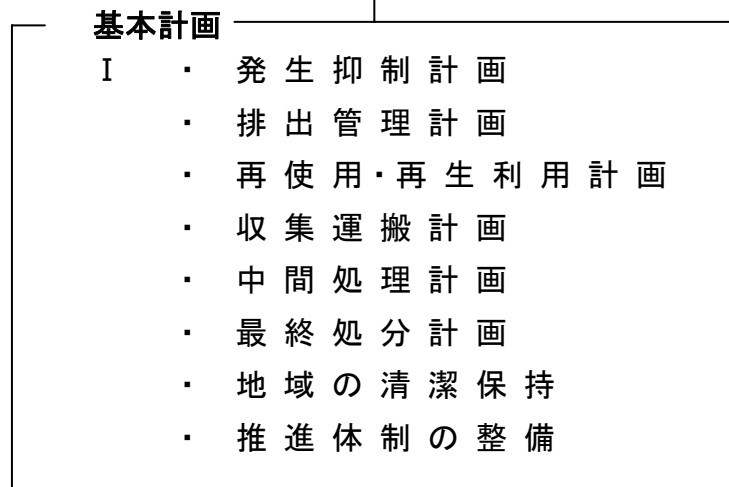 基本計画
I ・ 発生抑制計画
・ 排出管理計画
・ 再使用・再生利用計画
・ 収集運搬計画
・ 中間処理計画
・ 最終処分計画
・ 地域の清潔保持
・ 推進体制の整備